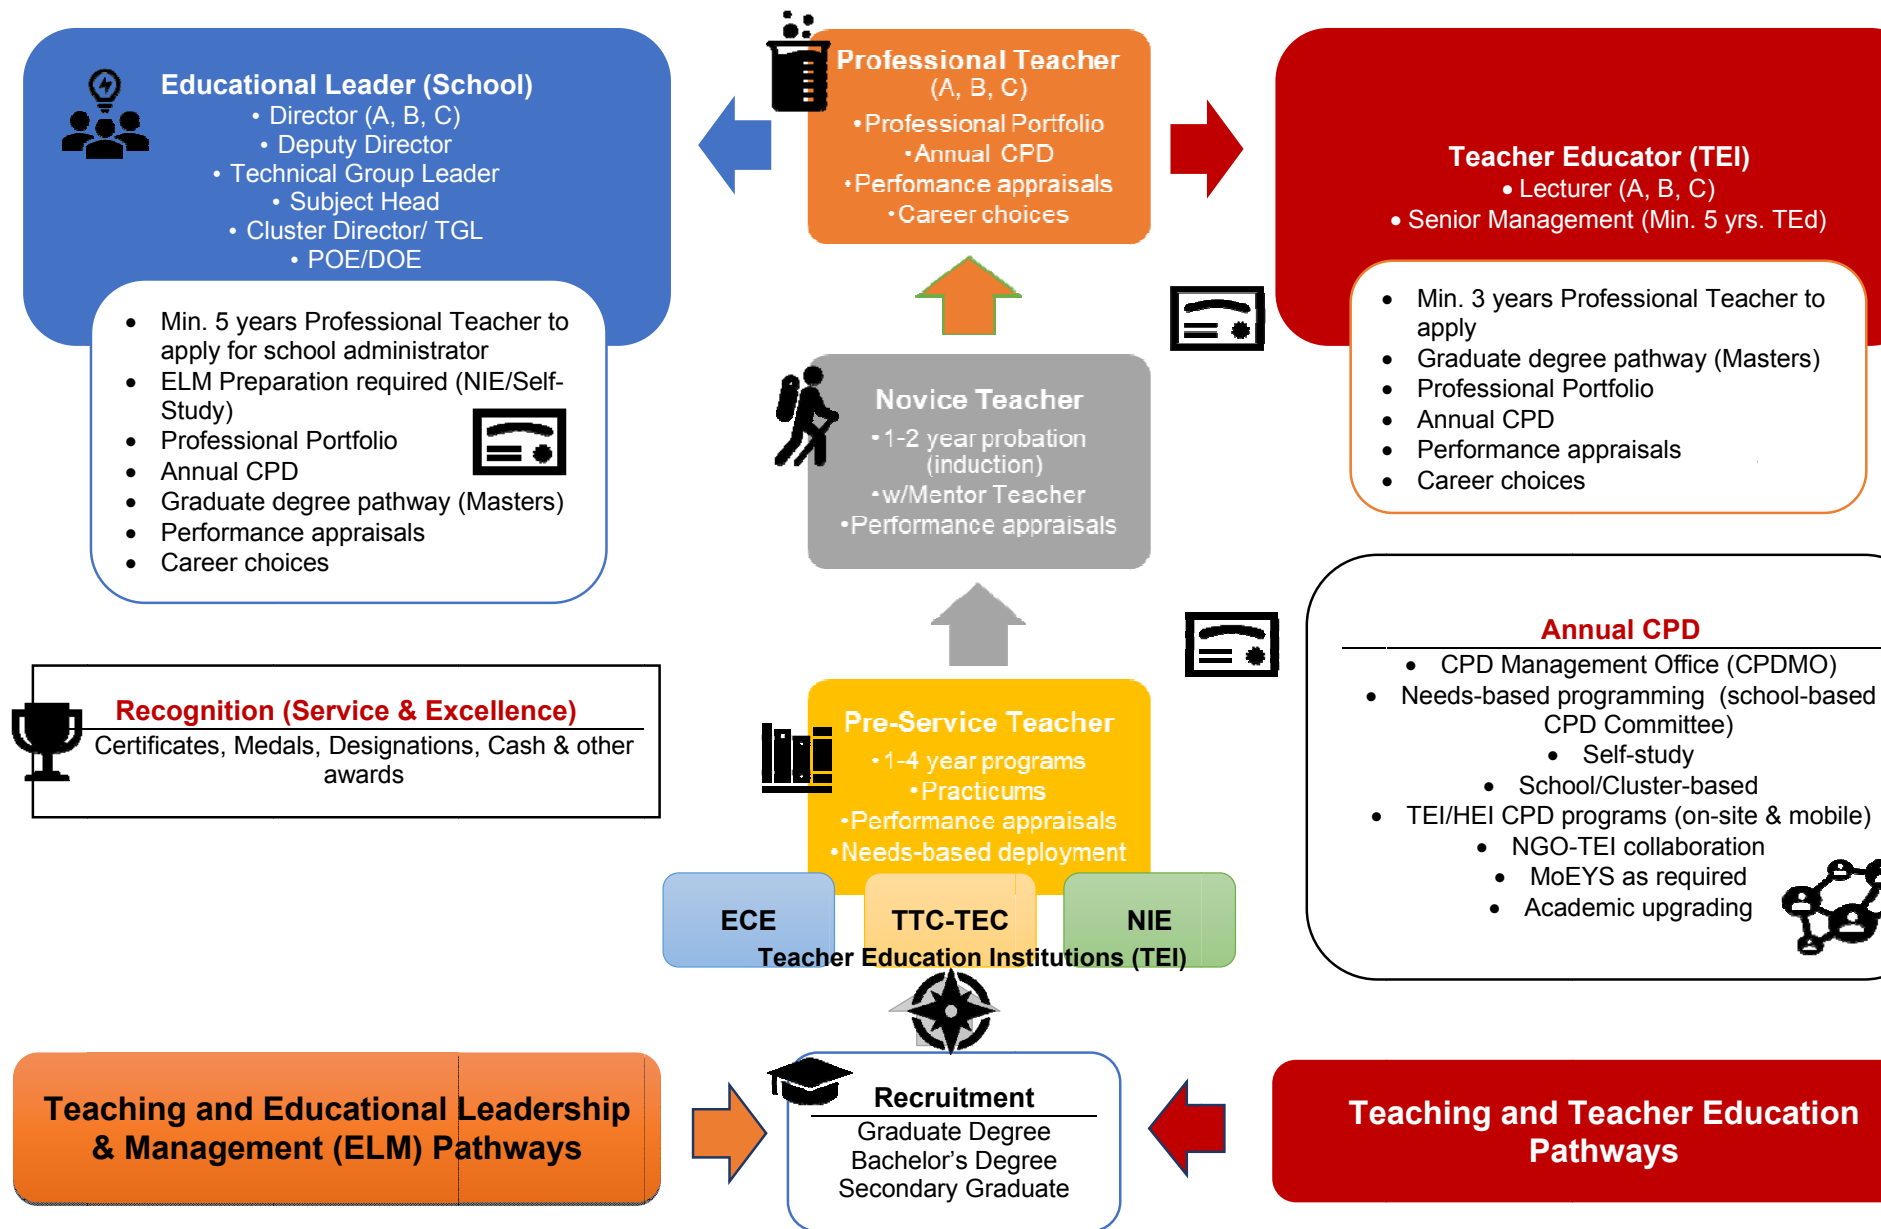 Educational Leader (School)
• Director (A, B, C)
• Deputy Director
• Technical Group Leader
• Subject Head
• Cluster Director/ TGL
• POE/DOE
• Min. 5 years Professional Teacher to
apply for school administrator
• ELM Preparation required (NIE/Self-
Study)
• Professional Portfolio
• Annual CPD
• Graduate degree pathway (Masters)
• Performance appraisals
• Career choices
Professional Teacher
(A, B, C)
•Professional Portfolio
•Annual CPD
•Perfomance appraisals
•Career choices
Teacher Educator (TEI)
• Lecturer (A, B, C)
• Senior Management (Min. 5 yrs. TEd)
• Min. 3 years Professional Teacher to
apply
• Graduate degree pathway (Masters)
• Professional Portfolio
• Annual CPD
• Performance appraisals
• Career choices
Novice Teacher
•1-2 year probation
(induction)
•w/Mentor Teacher
•Performance appraisals
Recognition (Service & Excellence)
Certificates, Medals, Designations, Cash & other
awards
Pre-Service Teacher
•1-4 year programs
•Practicums
•Performance appraisals
•Needs-based deployment
ECE
TTC-TEC
NIE
Teacher Education Institutions (TEI)
Annual CPD
• CPD Management Office (CPDMO)
• Needs-based programming (school-based
CPD Committee)
• Self-study
• School/Cluster-based
• TEI/HEI CPD programs (on-site & mobile)
• NGO-TEI collaboration
• MoEYS as required
• Academic upgrading
Teaching and Educational Leadership
& Management (ELM) Pathways
Recruitment
Graduate Degree
Bachelor's Degree
Secondary Graduate
Teaching and Teacher Education
Pathways